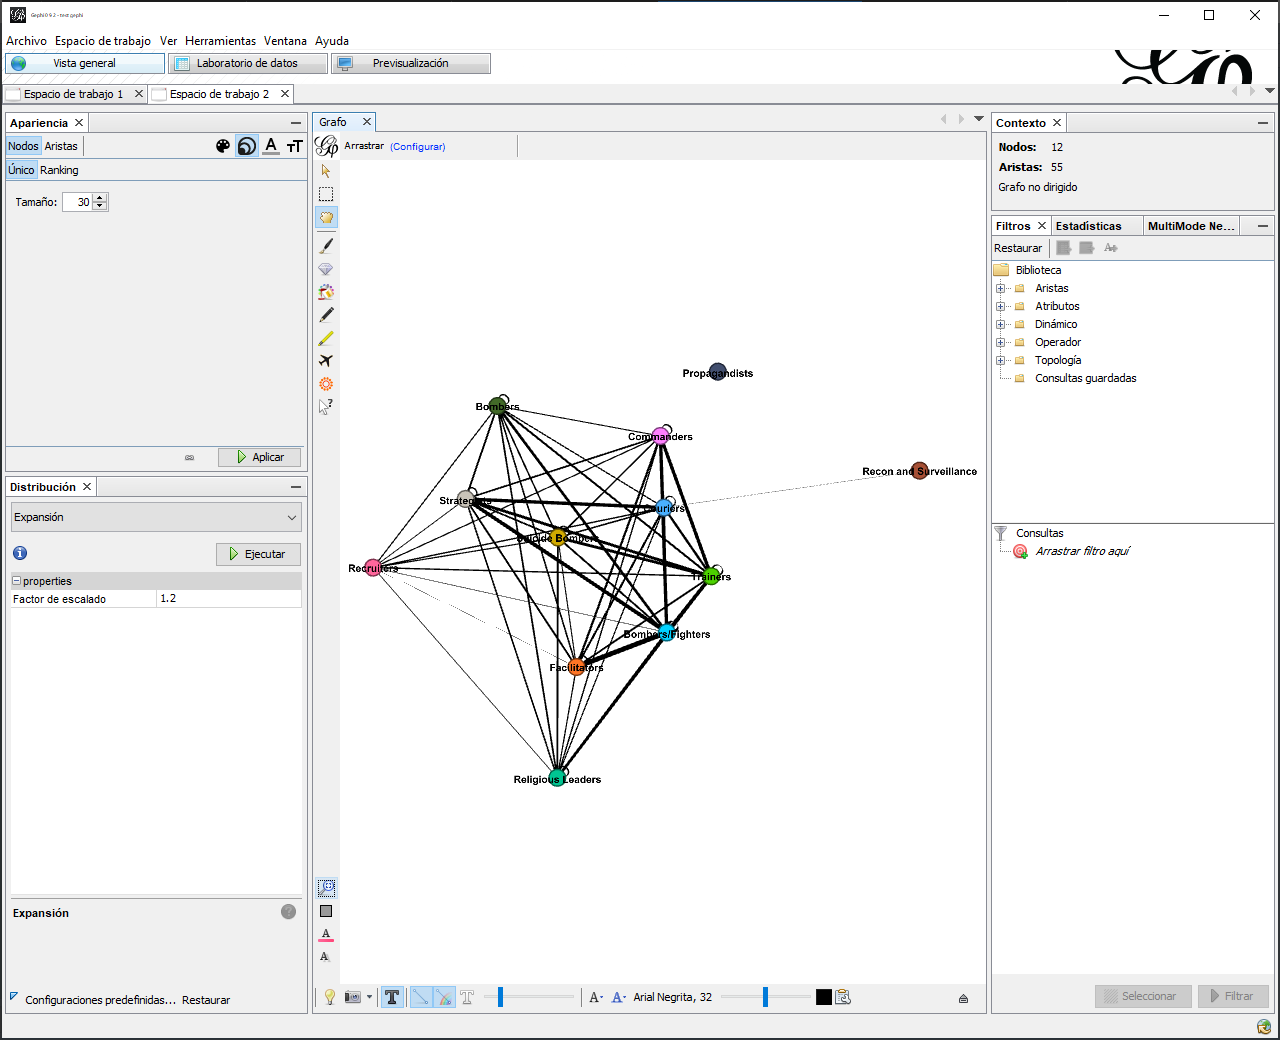 Gephi 0.9.2 - test.gephi
Archivo Espacio de trabajo Ver Herramientas Ventana Ayuda
Vista general Laboratorio de datos Previsualización
Espacio de trabajo 1 Espacio de trabajo 2
Apariencia
Nodos Aristas
Único Ranking
Tamaño: 30
Aplicar
Distribución
Expansión
Ejecutar
properties
Factor de escalado 1.2
Expansión
Configuraciones predefinidas... Restaurar
Grafo
Arrastrar (Configurar)
Propagandists
Bombers
Commanders
Recon and Surveillance
Strategists
Couriers
Suicide Bombers
Recruiters
Trainers
Bombers/Fighters
Facilitators
Religious Leaders
Arial Negrita, 32
Contexto
Nodos: 12
Aristas: 55
Grafo no dirigido
Filtros Estadísticas MultiMode Ne...
Restaurar
Biblioteca
Aristas
Atributos
Dinámico
Operador
Topología
Consultas guardadas
Consultas
Arrastrar filtro aquí
Seleccionar Filtrar